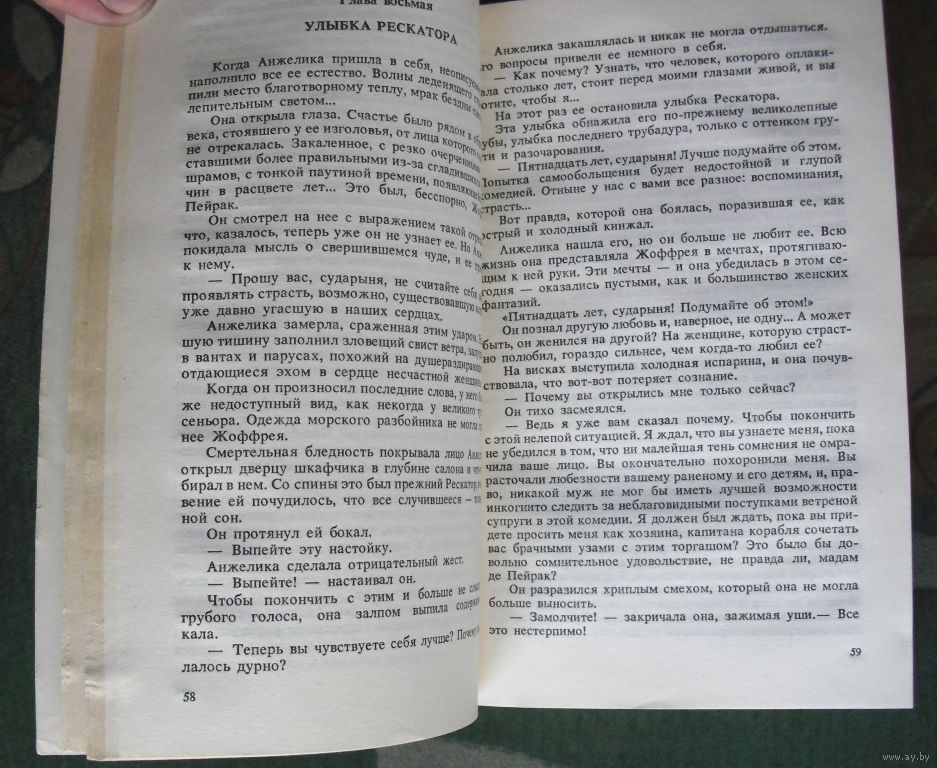 Глава восьмая
УЛЫБКА РЕСКАТОРА
Когда Анжелика пришла в себя,
наполнило все ее естество. Волны леденящего
пили место благотворному теплу, мрак бездны
лепительным светом...
Она открыла глаза. Счастье было рядом в
века, стоявшего у ее изголовья, от лица которого
не отрекалась. Закаленное, с резко
ставшими более правильными из-за
шрамов, с тонкой паутиной времени,
чин в расцвете лет... Это был, бесспорно,
Пейрак.
Он смотрел на нее с выражением такой
что, казалось, теперь уже он не узнает ее. Но
покидала мысль о свершившемся чуде, и ее
к нему.
— Прошу вас, сударыня, не считайте себя
проявлять страсть, возможно, существовавшую
уже давно угасшую в наших сердцах.
Анжелика замерла, сраженная этим ударом.
шую тишину заполнил зловещий свист ветра,
в вантах и парусах, похожий на
отдающиеся эхом в сердце несчастной
Когда он произносил последние слова, у него
же недоступный вид, как некогда у великого
сеньора. Одежда морского разбойника не могла
нее Жоффрея.
Смертельная бледность покрывала лицо
открыл дверцу шкафчика в глубине салона и
бирал в нем. Со спины это был прежний Рескатор,
вение ей почудилось, что все случившееся —
ной сон.
Он протянул ей бокал.
— Выпейте эту настойку.
Анжелика сделала отрицательный жест.
— Выпейте! — настаивал он.
Чтобы покончить с этим и больше не
грубого голоса, она залпом выпила
кала.
— Теперь вы чувствуете себя лучше? Почему
лалось дурно?
58
Анжелика закашлялась и никак не могла отдышаться.
го вопросы привели ее немного в себя.
— Как почему? Узнать, что человек, которого оплаки-
ала столько лет, стоит перед моими глазами живой, и вы
отите, чтобы я...
На этот раз ее остановила улыбка Рескатора.
Эта улыбка обнажила его по-прежнему великолепные
убы, улыбка последнего трубадура, только с оттенком гру-
ти и разочарования.
— Пятнадцать лет, сударыня! Лучше подумайте об этом.
Попытка самообольщения будет недостойной и глупой
комедией. Отныне у нас с вами все разное: воспоминания,
страсть...
Вот правда, которой она боялась, поразившая ее, как
острый и холодный кинжал.
Анжелика нашла его, но он больше не любит ее. Всю
жизнь она представляла Жоффрея в мечтах, протягиваю-
щим к ней руки. Эти мечты — и она убедилась в этом се-
годня — оказались пустыми, как и большинство женских
фантазий.
«Пятнадцать лет, сударыня! Подумайте об этом!»
Он познал другую любовь и, наверное, не одну... А может
быть, он женился на другой? На женщине, которую страст-
но полюбил, гораздо сильнее, чем когда-то любил ее?
На висках выступила холодная испарина, и она почув-
ствовала, что вот-вот потеряет сознание.
— Почему вы открылись мне только сейчас?
Он тихо засмеялся.
— Ведь я уже вам сказал почему. Чтобы покончить
с этой нелепой ситуацией. Я ждал, что вы узнаете меня, пока
не убедился в том, что ни малейшая тень сомнения не омра-
чила ваше лицо. Вы окончательно похоронили меня. Вы
расточали любезности вашему раненому и его детям, и, пра-
во, никакой муж не мог бы иметь лучшей возможности
инкогнито следить за неблаговидными поступками ветреной
супруги в этой комедии. Я должен был ждать, пока вы при-
дете просить меня как хозяина, капитана корабля сочетать
вас брачными узами с этим торгашом? Это было бы до-
вольно сомнительное удовольствие, не правда ли, мадам
де Пейрак?
Он разразился хриплым смехом, который она не могла
больше выносить.
— Замолчите! — закричала она, зажимая уши.— Все
это нестерпимо!
59
www.ay.by